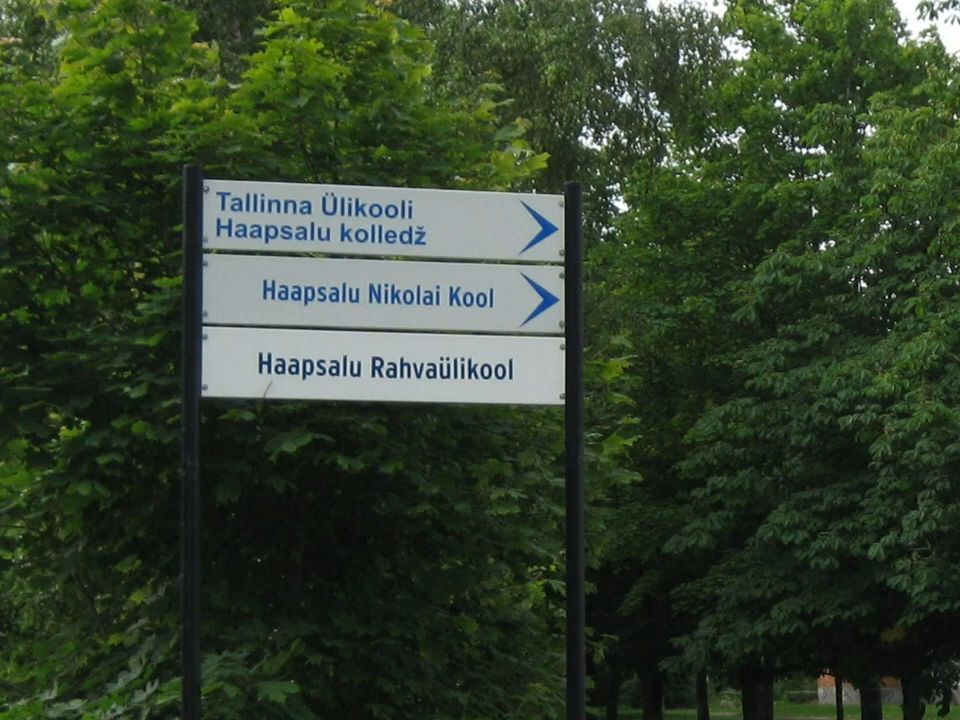 Tallinna Ülikooli
Haapsalu kolledž
Haapsalu Nikolai Kool
Haapsalu Rahvaülikool